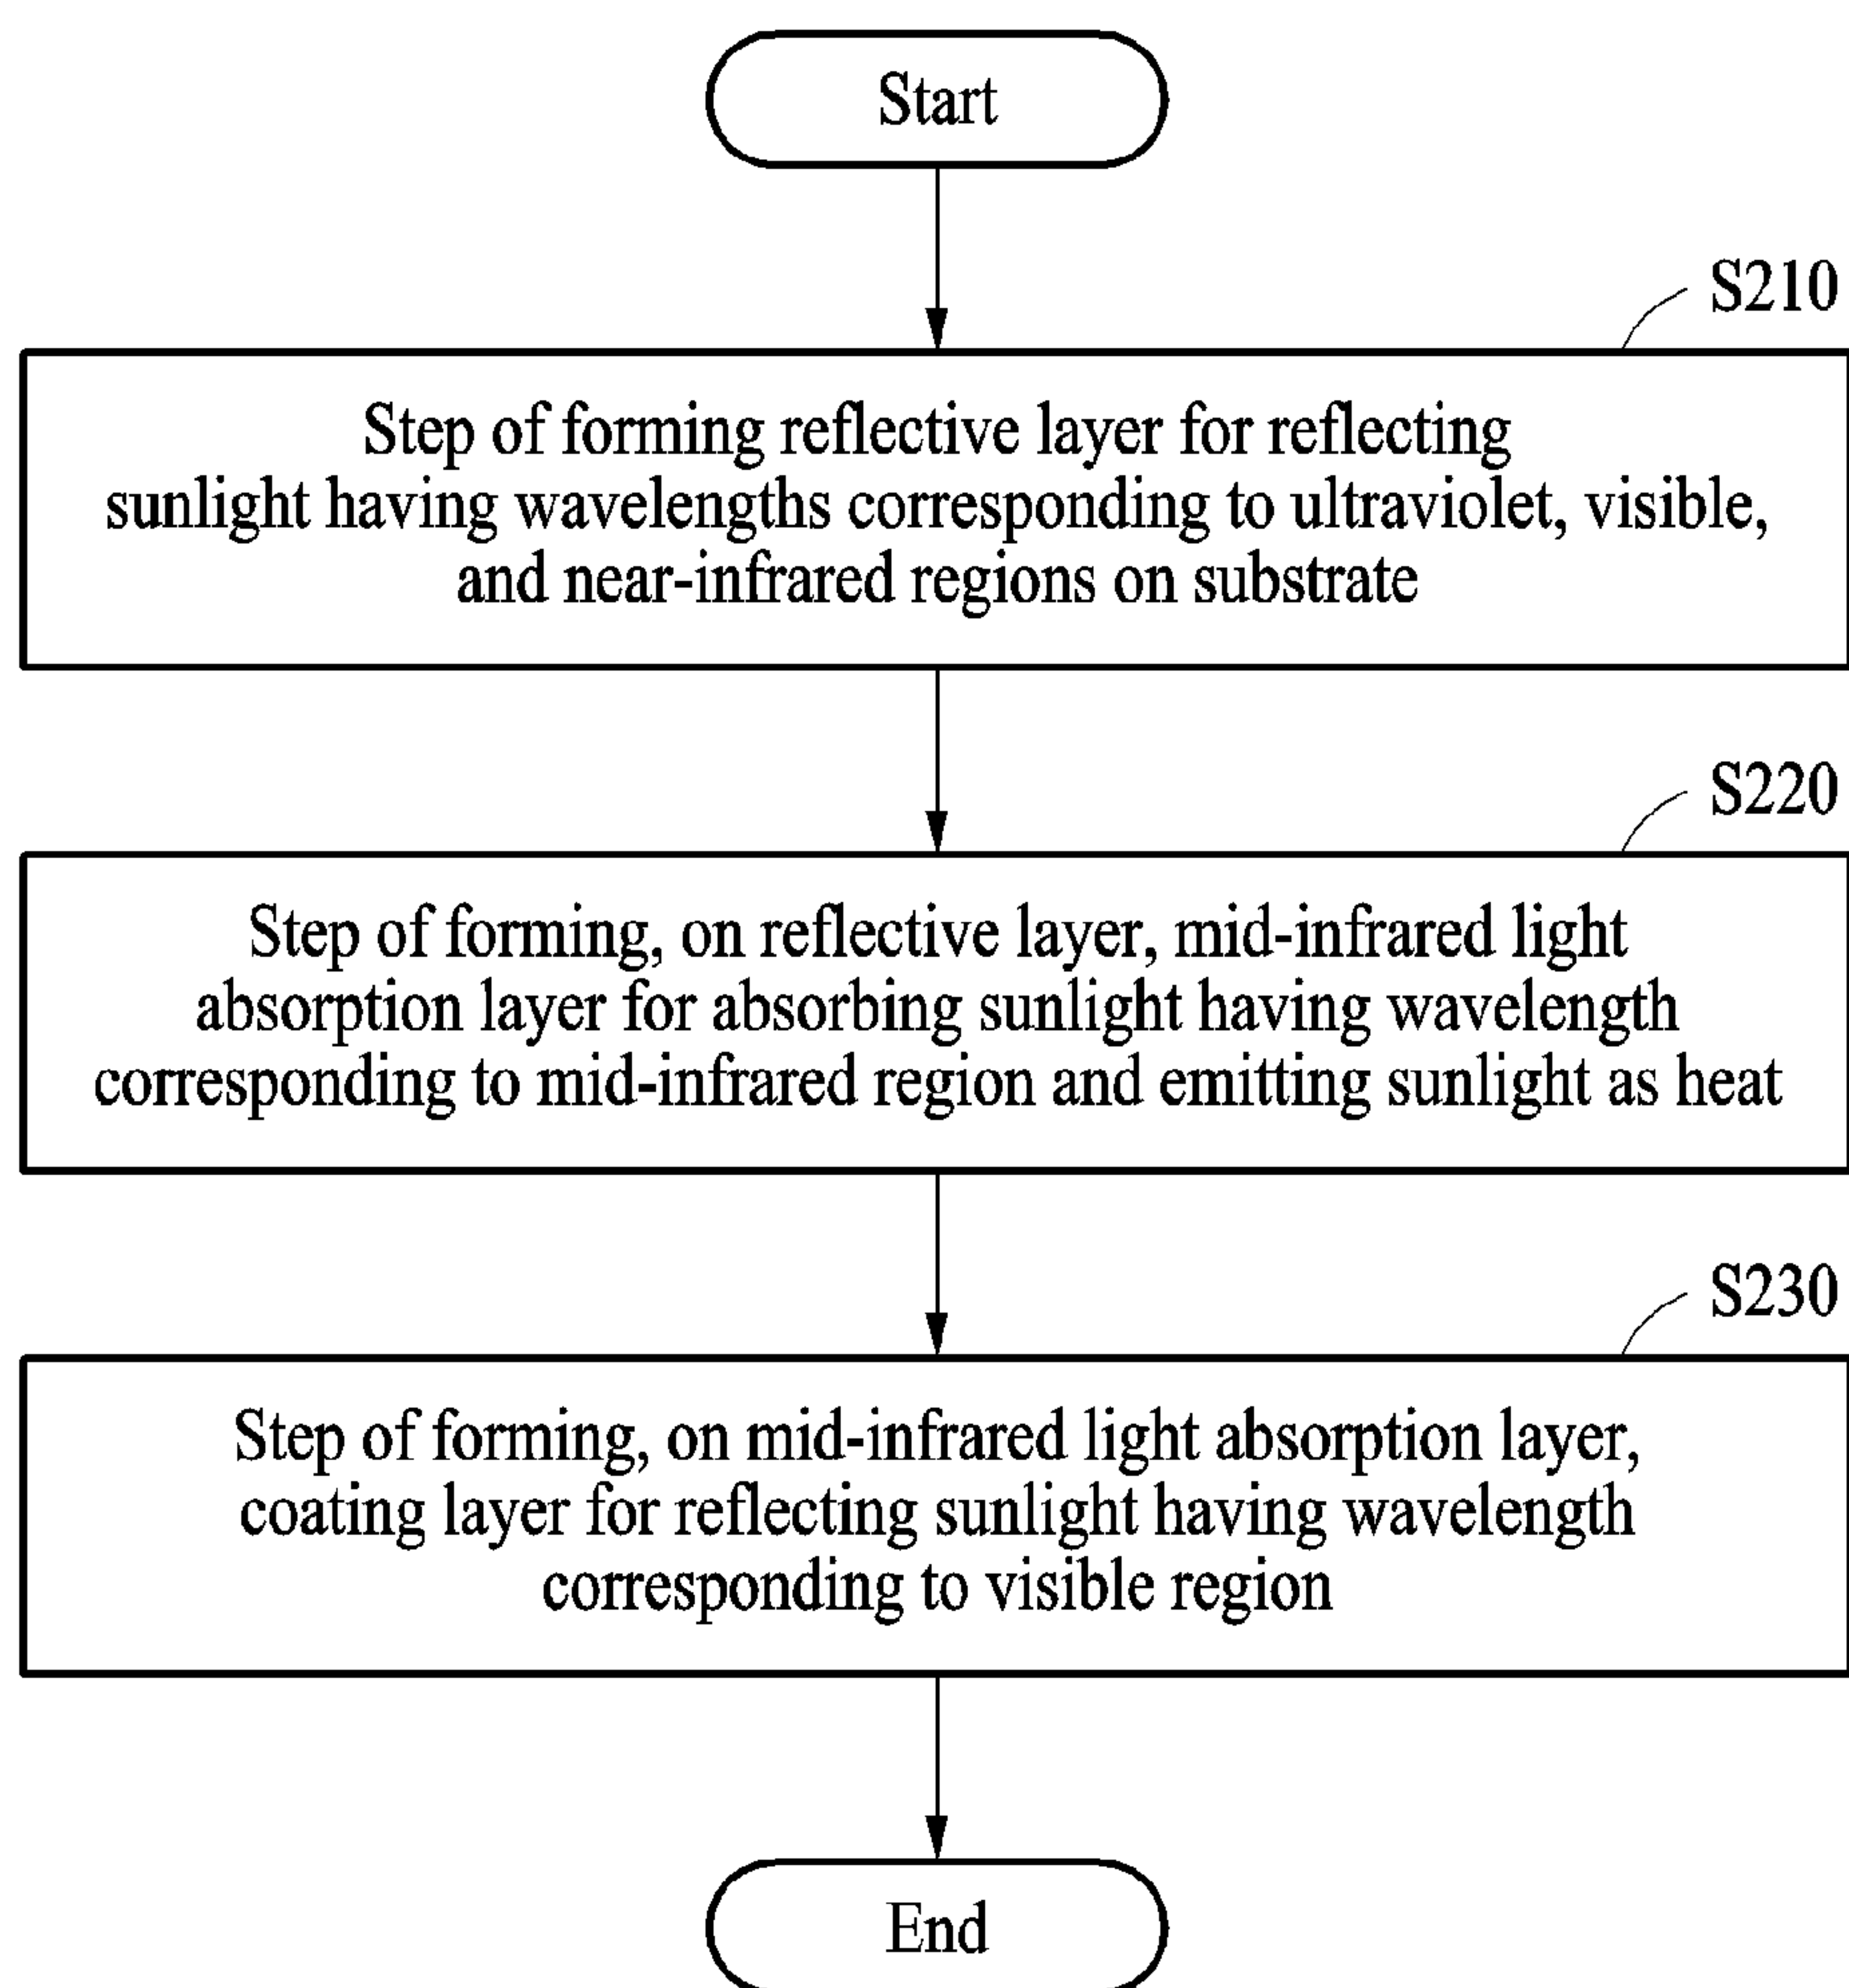 Start
S210
Step of forming reflective layer for reflecting
sunlight having wavelengths corresponding to ultraviolet, visible,
and near-infrared regions on substrate
S220
Step of forming, on reflective layer, mid-infrared light
absorption layer for absorbing sunlight having wavelength
corresponding to mid-infrared region and emitting sunlight as heat
S230
Step of forming, on mid-infrared light absorption layer,
coating layer for reflecting sunlight having wavelength
corresponding to visible region
End